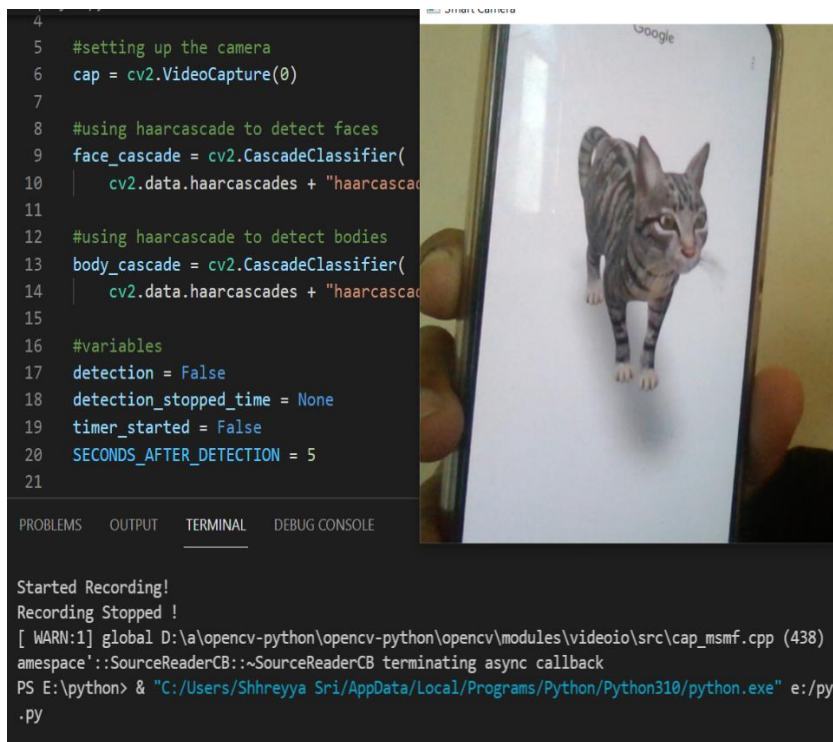 4
5 #setting up the camera
6 cap = cv2.VideoCapture(0)
7
8 #using haarcascade to detect faces
9 face_cascade = cv2.CascadeClassifier(
10 cv2.data.haarcascades + "haarcascad
11
12 #using haarcascade to detect bodies
13 body_cascade = cv2.CascadeClassifier(
14 cv2.data.haarcascades + "haarcascad
15
16 #variables
17 detection = False
18 detection_stopped_time = None
19 timer_started = False
20 SECONDS_AFTER_DETECTION = 5
21
Smart Camera
Google
PROBLEMS OUTPUT TERMINAL DEBUG CONSOLE
Started Recording!
Recording Stopped !
[ WARN:1] global D:\a\opencv-python\opencv-python\opencv\modules\videoio\src\cap_msmf.cpp (438)
amespace'::SourceReaderCB::~SourceReaderCB terminating async callback
PS E:\python> & "C:/Users/Shhreyya Sri/AppData/Local/Programs/Python/Python310/python.exe" e:/py
.py